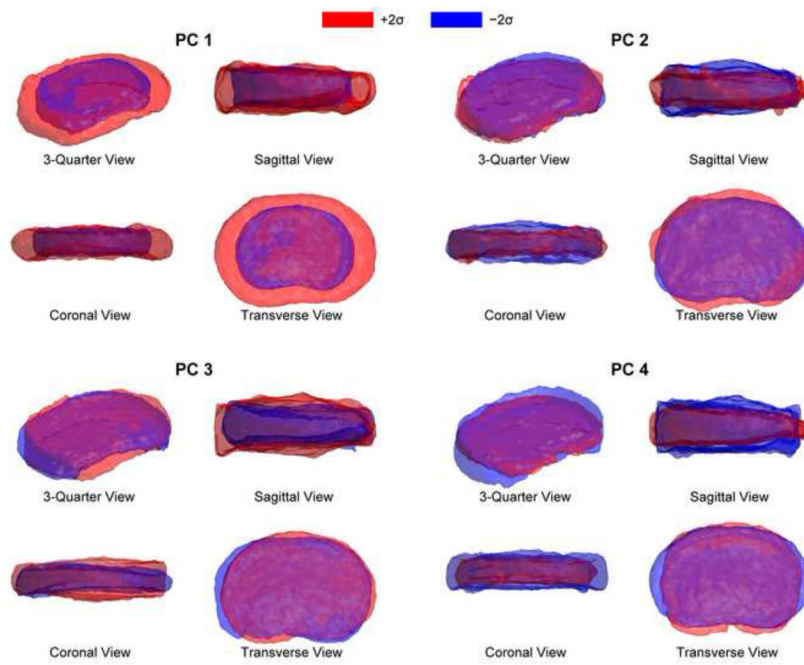 +2σ −2σ
PC 1 PC 2
3-Quarter View Sagittal View 3-Quarter View Sagittal View
Coronal View Transverse View Coronal View Transverse View
PC 3 PC 4
3-Quarter View Sagittal View 3-Quarter View Sagittal View
Coronal View Transverse View Coronal View Transverse View